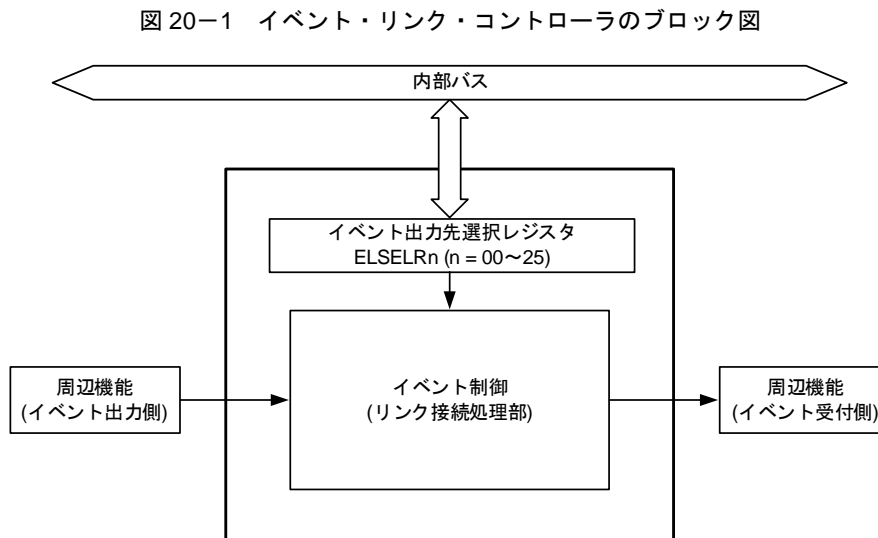 図 20－1　イベント・リンク・コントローラのブロック図
内部バス
イベント出力先選択レジスタ
ELSELRn (n = 00～25)
周辺機能
(イベント出力側)
イベント制御
(リンク接続処理部)
周辺機能
(イベント受付側)